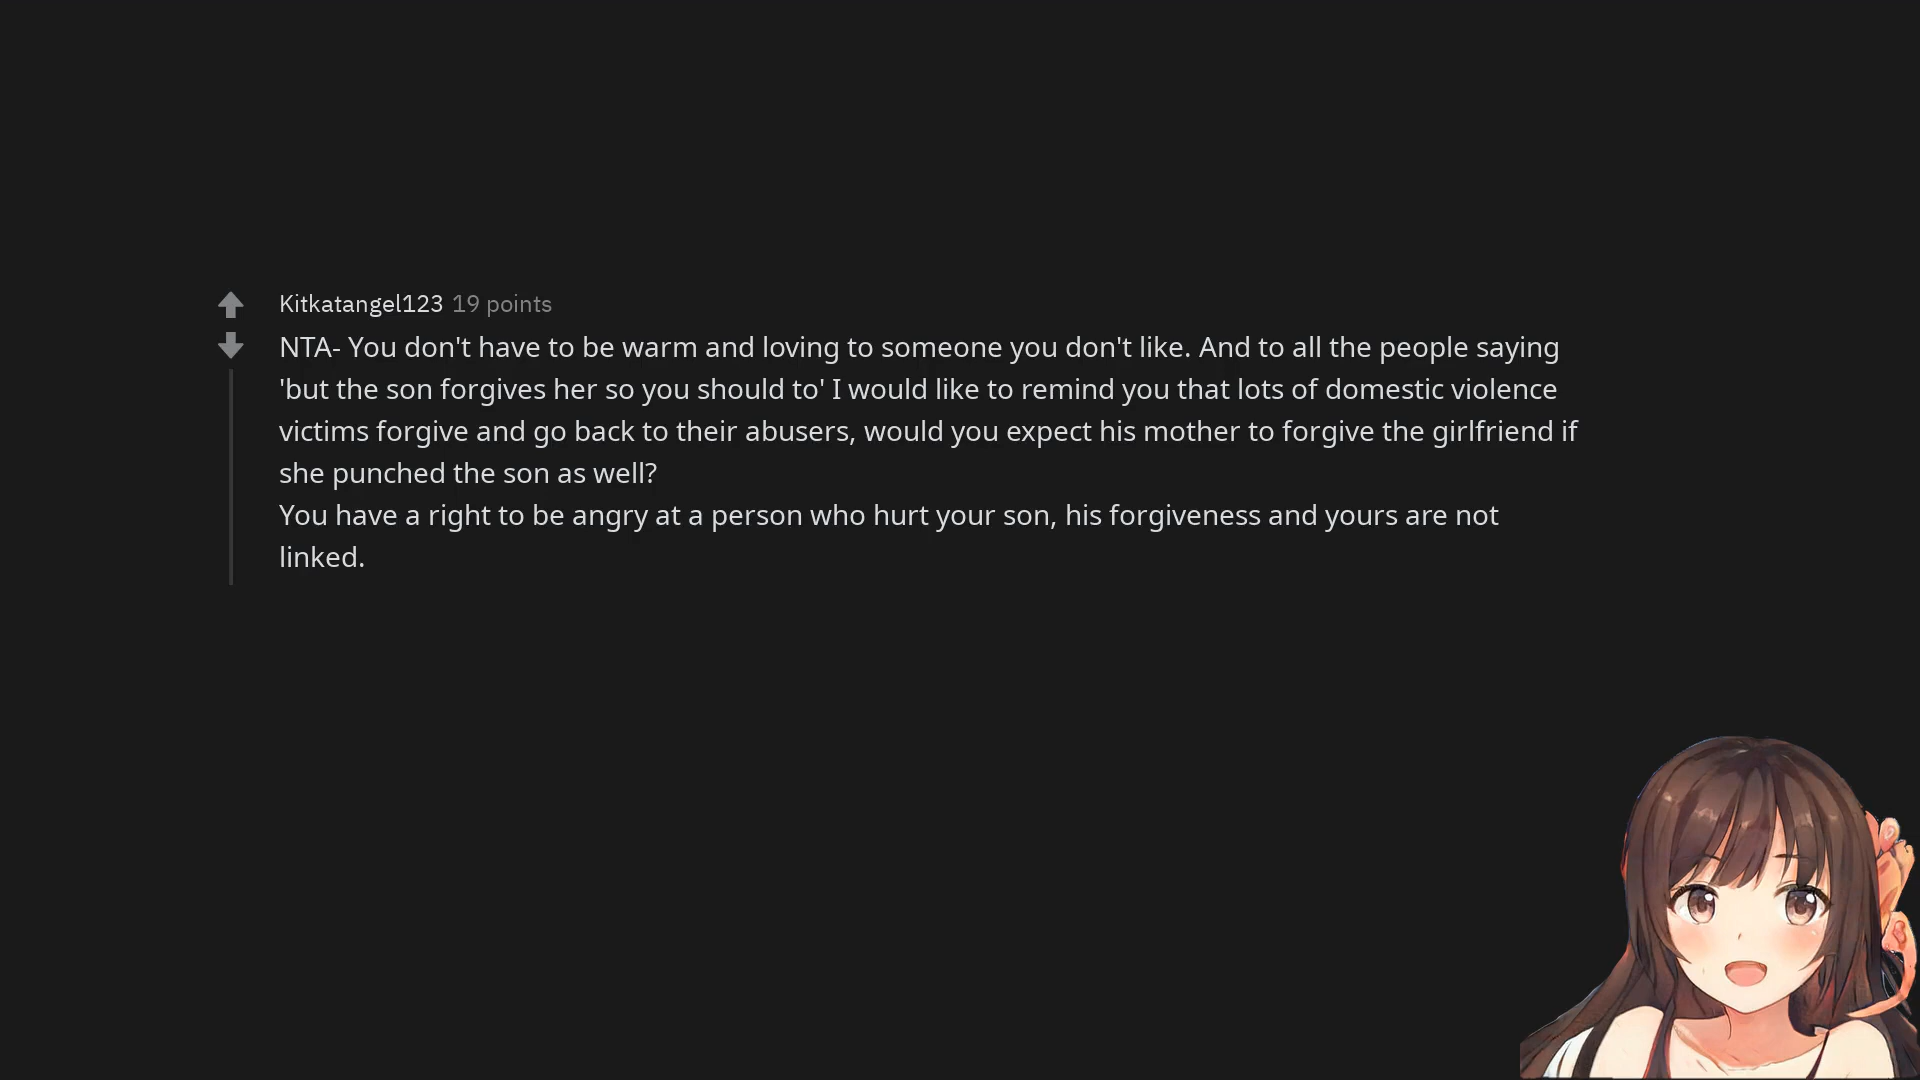 Kitkatangel123 19 points
NTA- You don't have to be warm and loving to someone you don't like. And to all the people saying
'but the son forgives her so you should to' I would like to remind you that lots of domestic violence
victims forgive and go back to their abusers, would you expect his mother to forgive the girlfriend if
she punched the son as well?
You have a right to be angry at a person who hurt your son, his forgiveness and yours are not
linked.